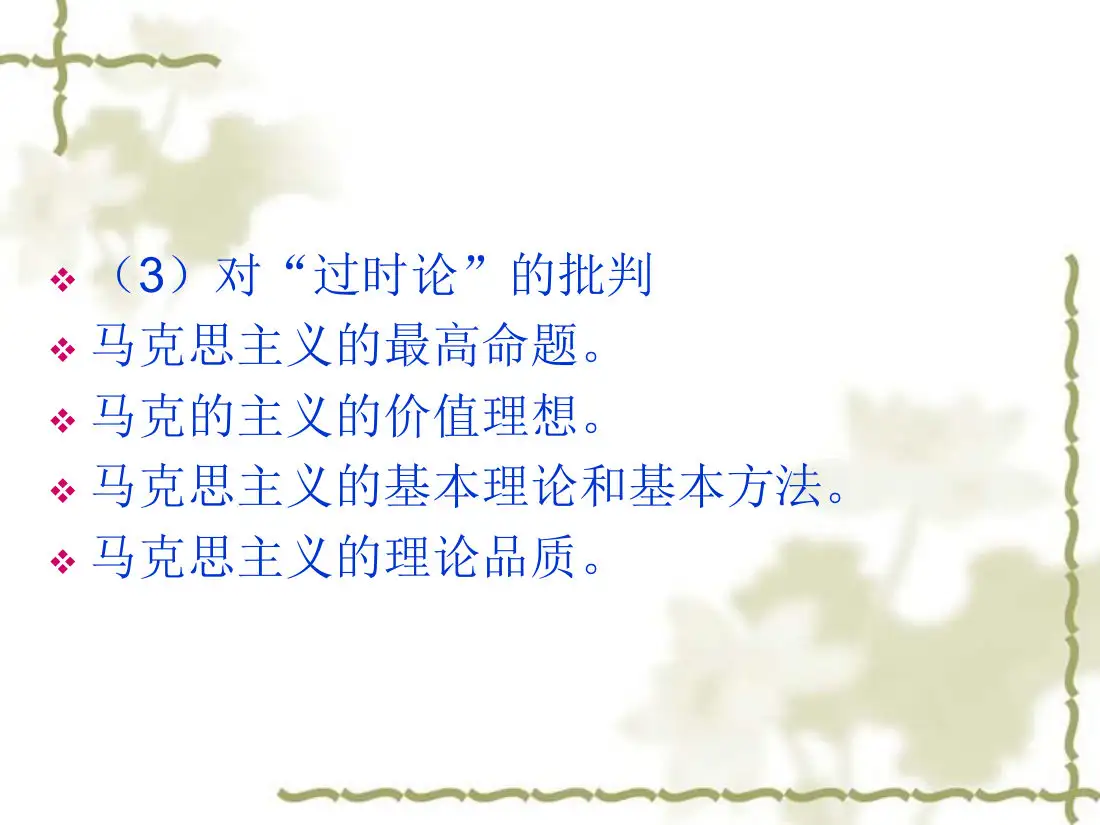 （3）对“过时论”的批判
马克思主义的最高命题。
马克的主义的价值理想。
马克思主义的基本理论和基本方法。
马克思主义的理论品质。